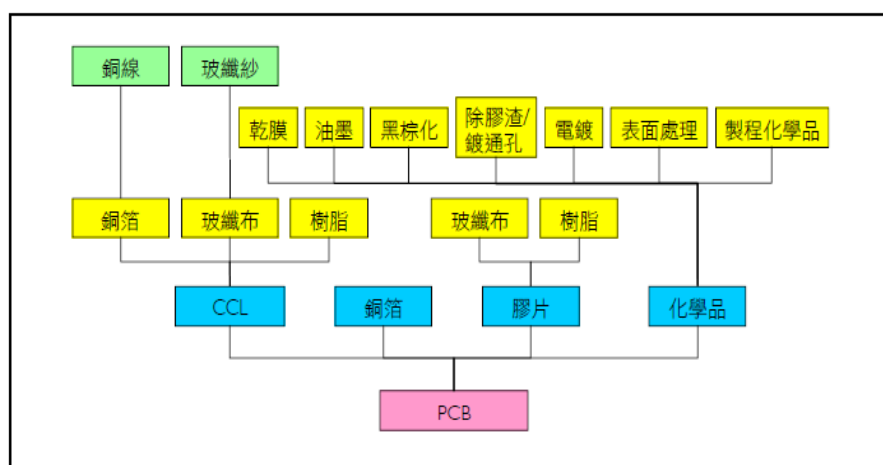 銅線
玻纖紗
乾膜
油墨
黑棕化
除膠渣/
鍍通孔
電鍍
表面處理
製程化學品
銅箔
玻纖布
樹脂
玻纖布
樹脂
CCL
銅箔
膠片
化學品
PCB